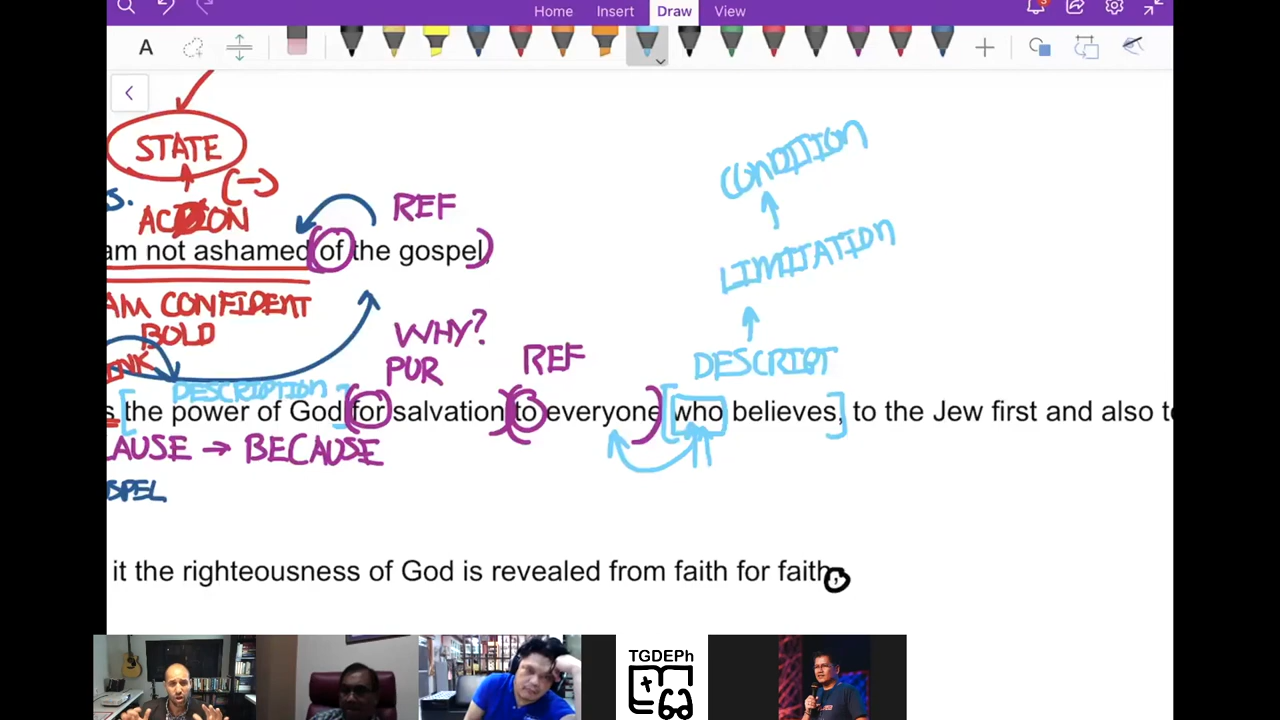 Home Insert Draw View
A
STATE
CONDITION
(→)
S.
ACTION
REF
LIMITATION
am not ashamed of the gospel,)
AM CONFIDENT
BOLD
WHY?
PUR
REF
DESCRIPT
DESCRIPTION
s [the power of God] (for salvation) (to everyone) [who believes,] to the Jew first and also to
AUSE → BECAUSE
SPEL
it the righteousness of God is revealed from faith for faith,
TGDEPh